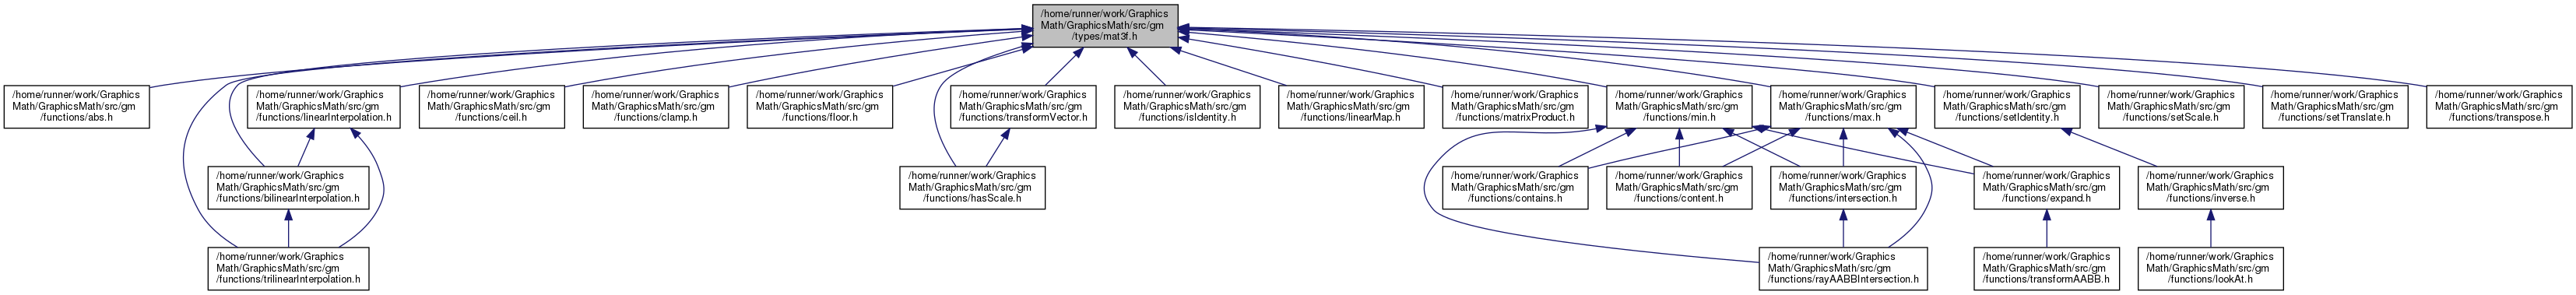 /home/runner/work/Graphics
Math/GraphicsMath/src/gm
/types/mat3f.h
/home/runner/work/Graphics
Math/GraphicsMath/src/gm
/functions/abs.h
/home/runner/work/Graphics
Math/GraphicsMath/src/gm
/functions/linearInterpolation.h
/home/runner/work/Graphics
Math/GraphicsMath/src/gm
/functions/ceil.h
/home/runner/work/Graphics
Math/GraphicsMath/src/gm
/functions/clamp.h
/home/runner/work/Graphics
Math/GraphicsMath/src/gm
/functions/floor.h
/home/runner/work/Graphics
Math/GraphicsMath/src/gm
/functions/transformVector.h
/home/runner/work/Graphics
Math/GraphicsMath/src/gm
/functions/isIdentity.h
/home/runner/work/Graphics
Math/GraphicsMath/src/gm
/functions/linearMap.h
/home/runner/work/Graphics
Math/GraphicsMath/src/gm
/functions/matrixProduct.h
/home/runner/work/Graphics
Math/GraphicsMath/src/gm
/functions/min.h
/home/runner/work/Graphics
Math/GraphicsMath/src/gm
/functions/max.h
/home/runner/work/Graphics
Math/GraphicsMath/src/gm
/functions/setIdentity.h
/home/runner/work/Graphics
Math/GraphicsMath/src/gm
/functions/setScale.h
/home/runner/work/Graphics
Math/GraphicsMath/src/gm
/functions/setTranslate.h
/home/runner/work/Graphics
Math/GraphicsMath/src/gm
/functions/transpose.h
/home/runner/work/Graphics
Math/GraphicsMath/src/gm
/functions/bilinearInterpolation.h
/home/runner/work/Graphics
Math/GraphicsMath/src/gm
/functions/hasScale.h
/home/runner/work/Graphics
Math/GraphicsMath/src/gm
/functions/contains.h
/home/runner/work/Graphics
Math/GraphicsMath/src/gm
/functions/content.h
/home/runner/work/Graphics
Math/GraphicsMath/src/gm
/functions/intersection.h
/home/runner/work/Graphics
Math/GraphicsMath/src/gm
/functions/expand.h
/home/runner/work/Graphics
Math/GraphicsMath/src/gm
/functions/inverse.h
/home/runner/work/Graphics
Math/GraphicsMath/src/gm
/functions/trilinearInterpolation.h
/home/runner/work/Graphics
Math/GraphicsMath/src/gm
/functions/rayAABBIntersection.h
/home/runner/work/Graphics
Math/GraphicsMath/src/gm
/functions/transformAABB.h
/home/runner/work/Graphics
Math/GraphicsMath/src/gm
/functions/lookAt.h